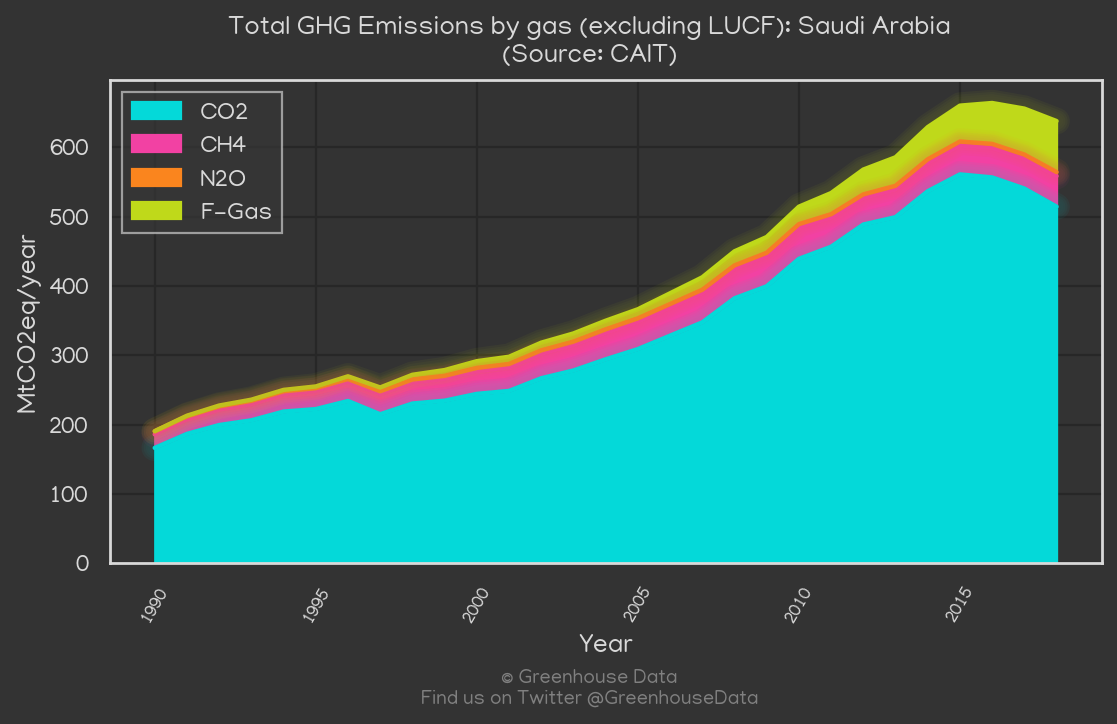 Total GHG Emissions by gas (excluding LUCF): Saudi Arabia
(Source: CAIT)
CO2
CH4
N2O
F-Gas
MtCO2eq/year
600
500
400
300
200
100
0
1990
1995
2000
2005
2010
2015
Year
© Greenhouse Data
Find us on Twitter @GreenhouseData